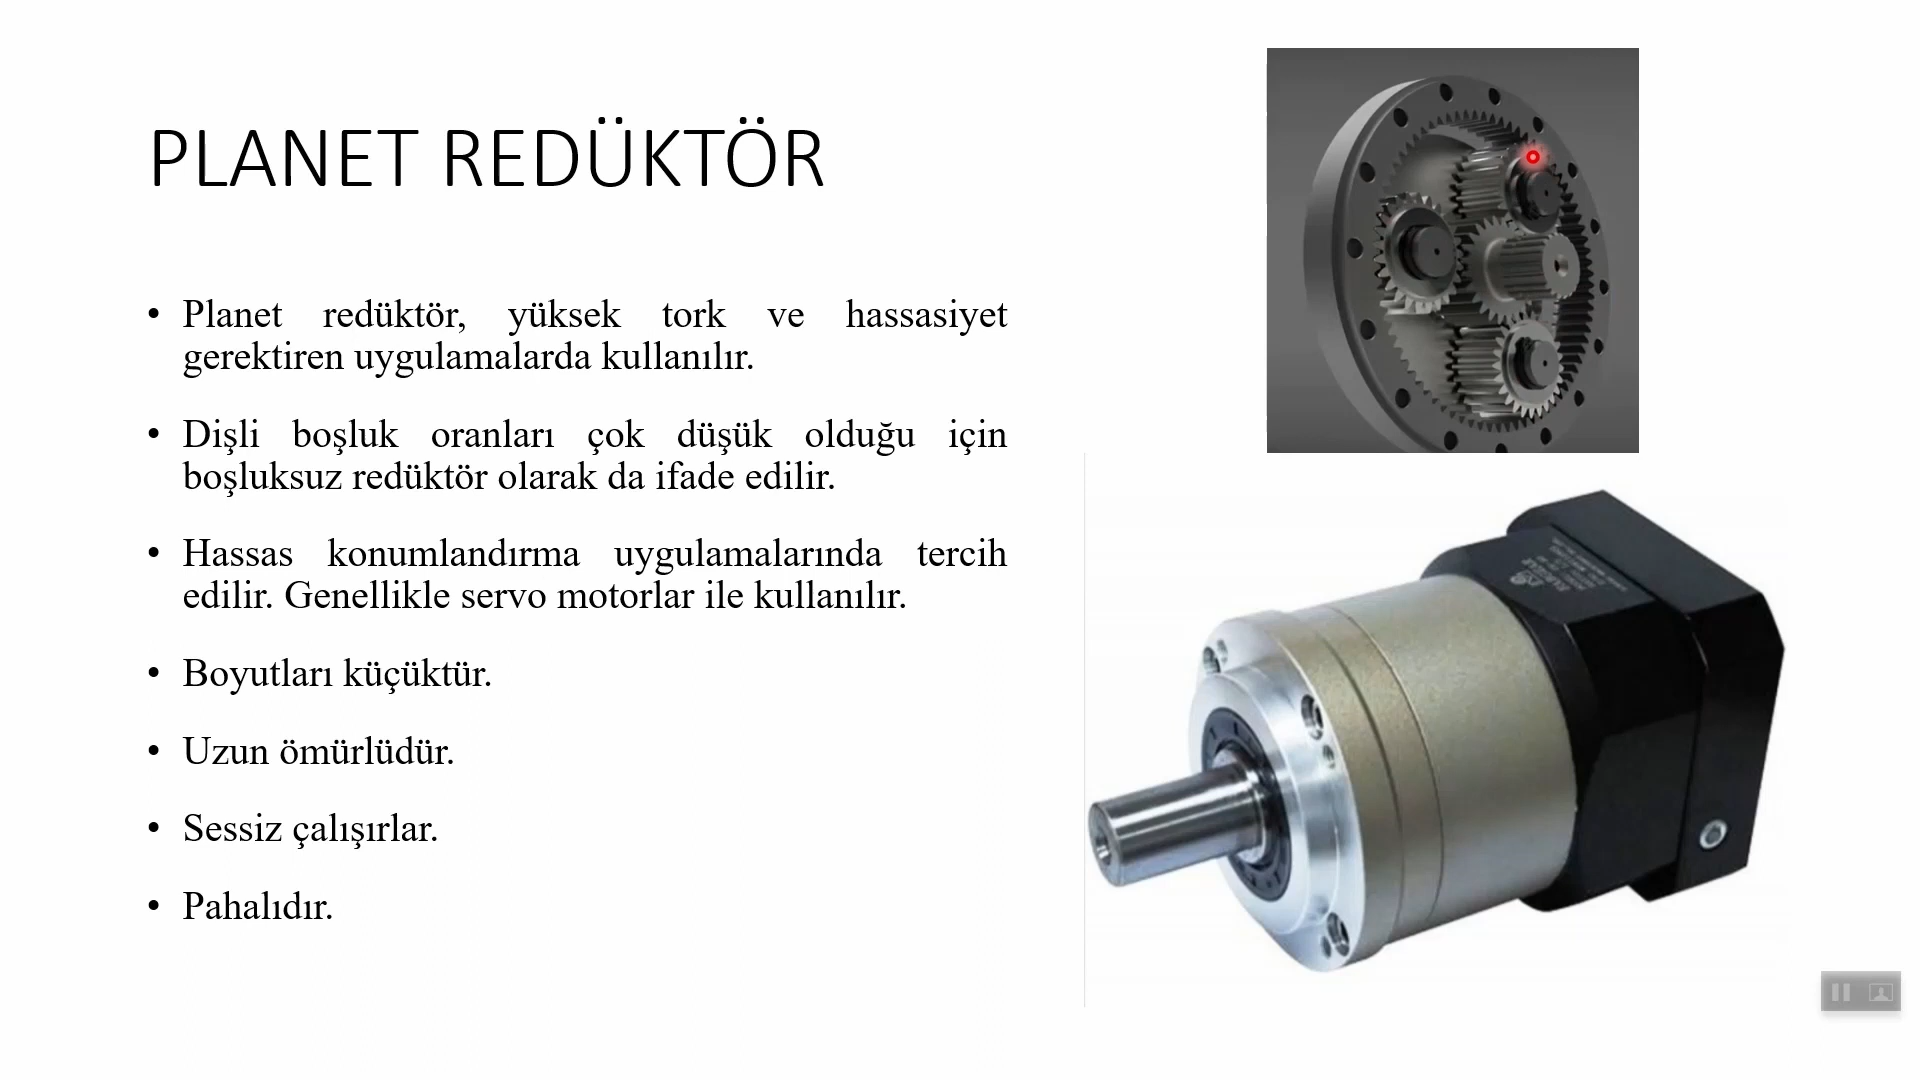 PLANET REDÜKTÖR
• Planet redüktör, yüksek tork ve hassasiyet
gerektiren uygulamalarda kullanılır.
• Dişli boşluk oranları çok düşük olduğu için
boşluksuz redüktör olarak da ifade edilir.
• Hassas konumlandırma uygulamalarında tercih
edilir. Genellikle servo motorlar ile kullanılır.
• Boyutları küçüktür.
• Uzun ömürlüdür.
• Sessiz çalışırlar.
• Pahalıdır.